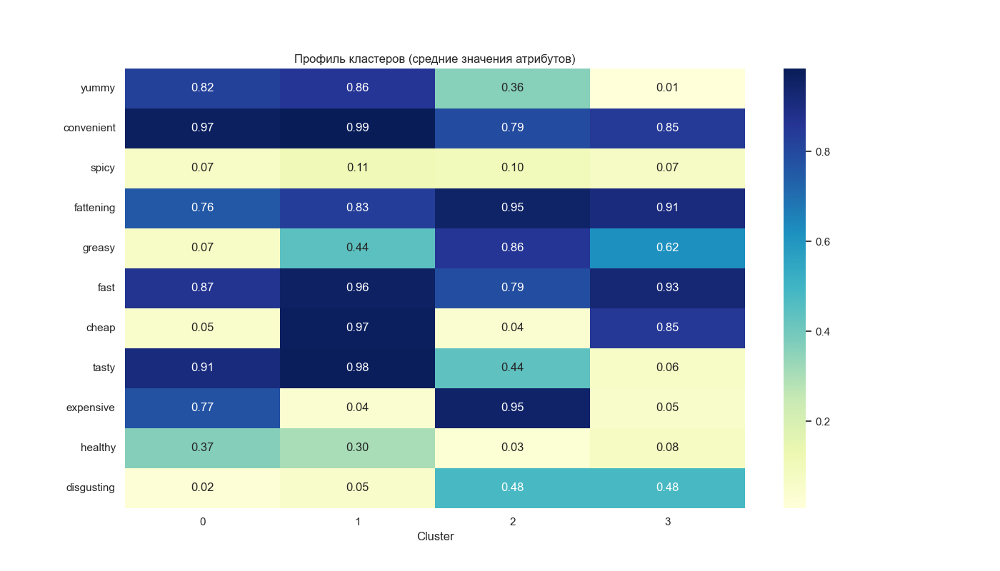 Профиль кластеров (средние значения атрибутов)
yummy 0.82 0.86 0.36 0.01
convenient 0.97 0.99 0.79 0.85
spicy 0.07 0.11 0.10 0.07
fattening 0.76 0.83 0.95 0.91
greasy 0.07 0.44 0.86 0.62
fast 0.87 0.96 0.79 0.93
cheap 0.05 0.97 0.04 0.85
tasty 0.91 0.98 0.44 0.06
expensive 0.77 0.04 0.95 0.05
healthy 0.37 0.30 0.03 0.08
disgusting 0.02 0.05 0.48 0.48
0 1 2 3
Cluster
0.8
0.6
0.4
0.2